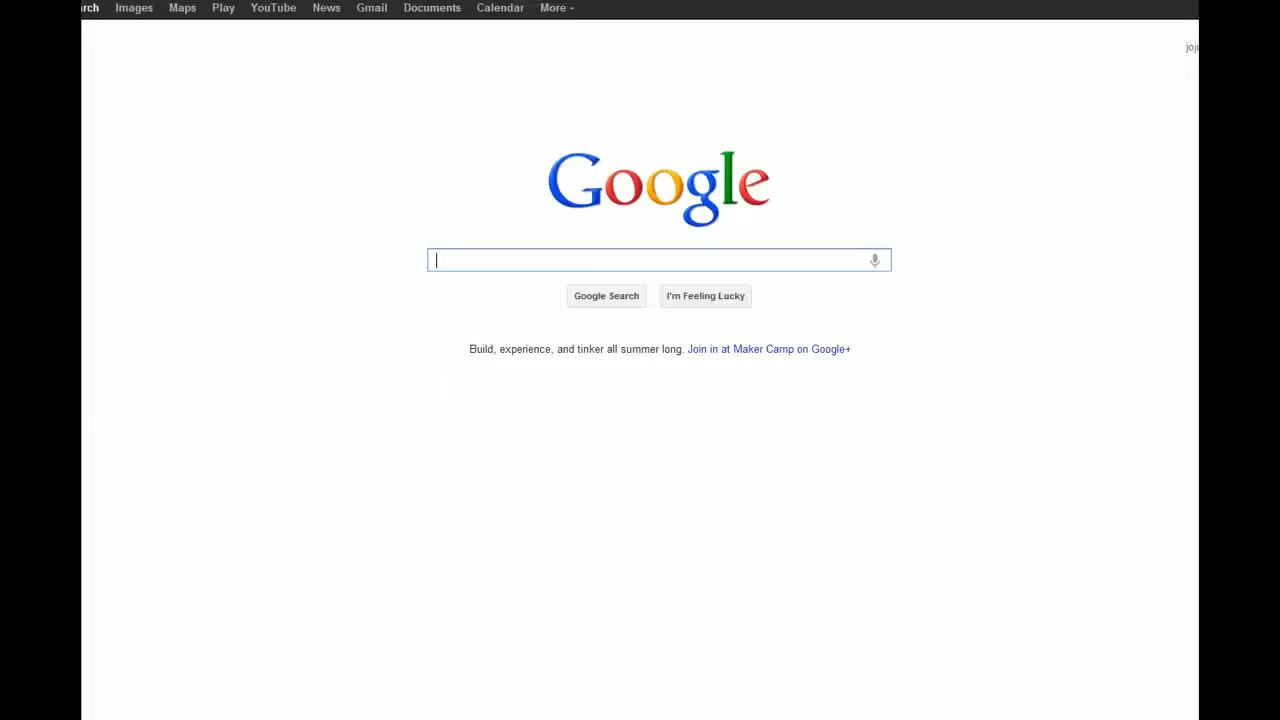 rch Images Maps Play YouTube News Gmail Documents Calendar More
joju
Google
Google Search I'm Feeling Lucky
Build, experience, and tinker all summer long. Join in at Maker Camp on Google+